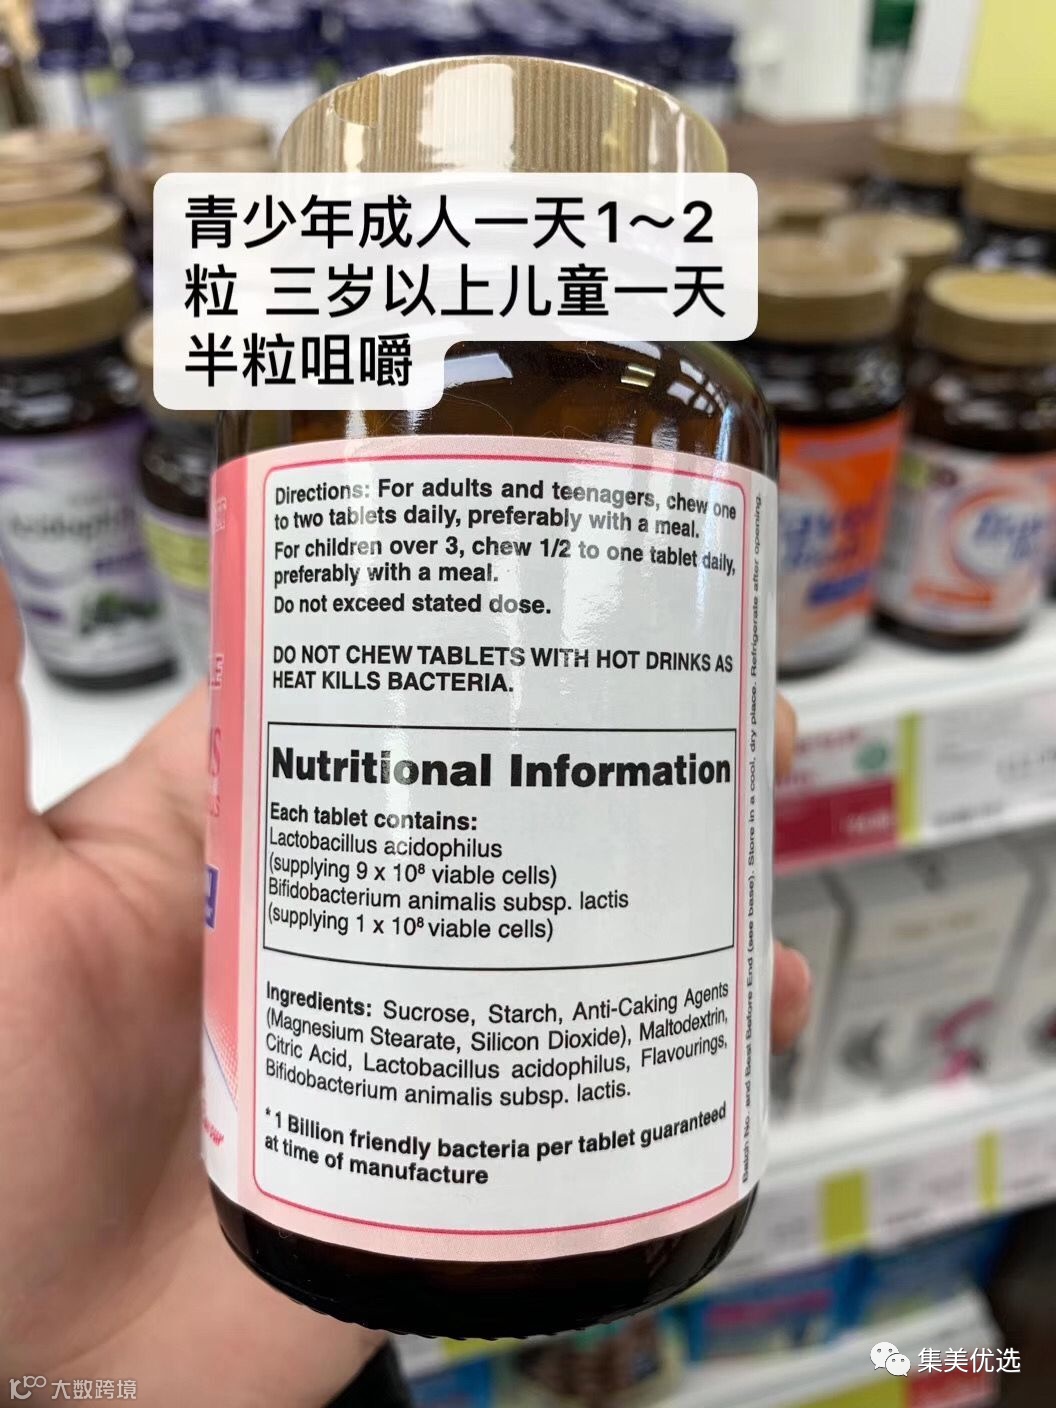 青少年成人一天1～2
粒 三岁以上儿童一天
半粒咀嚼
Directions: For adults and teenagers, chew one
to two tablets daily, preferably with a meal.
For children over 3, chew 1/2 to one tablet daily,
preferably with a meal.
Do not exceed stated dose.
DO NOT CHEW TABLETS WITH HOT DRINKS AS
HEAT KILLS BACTERIA.
Nutritional Information
Each tablet contains:
Lactobacillus acidophilus
(supplying 9 x 10⁸ viable cells)
Bifidobacterium animalis subsp. lactis
(supplying 1 x 10⁸ viable cells)
Ingredients: Sucrose, Starch, Anti-Caking Agents
(Magnesium Stearate, Silicon Dioxide), Maltodextrin,
Citric Acid, Lactobacillus acidophilus, Flavourings,
Bifidobacterium animalis subsp. lactis.
* 1 Billion friendly bacteria per tablet guaranteed
at time of manufacture
Batch No. and Best Before End (see base). Store in a cool, dry place. Refrigerate after opening.
集美优选
大数跨境